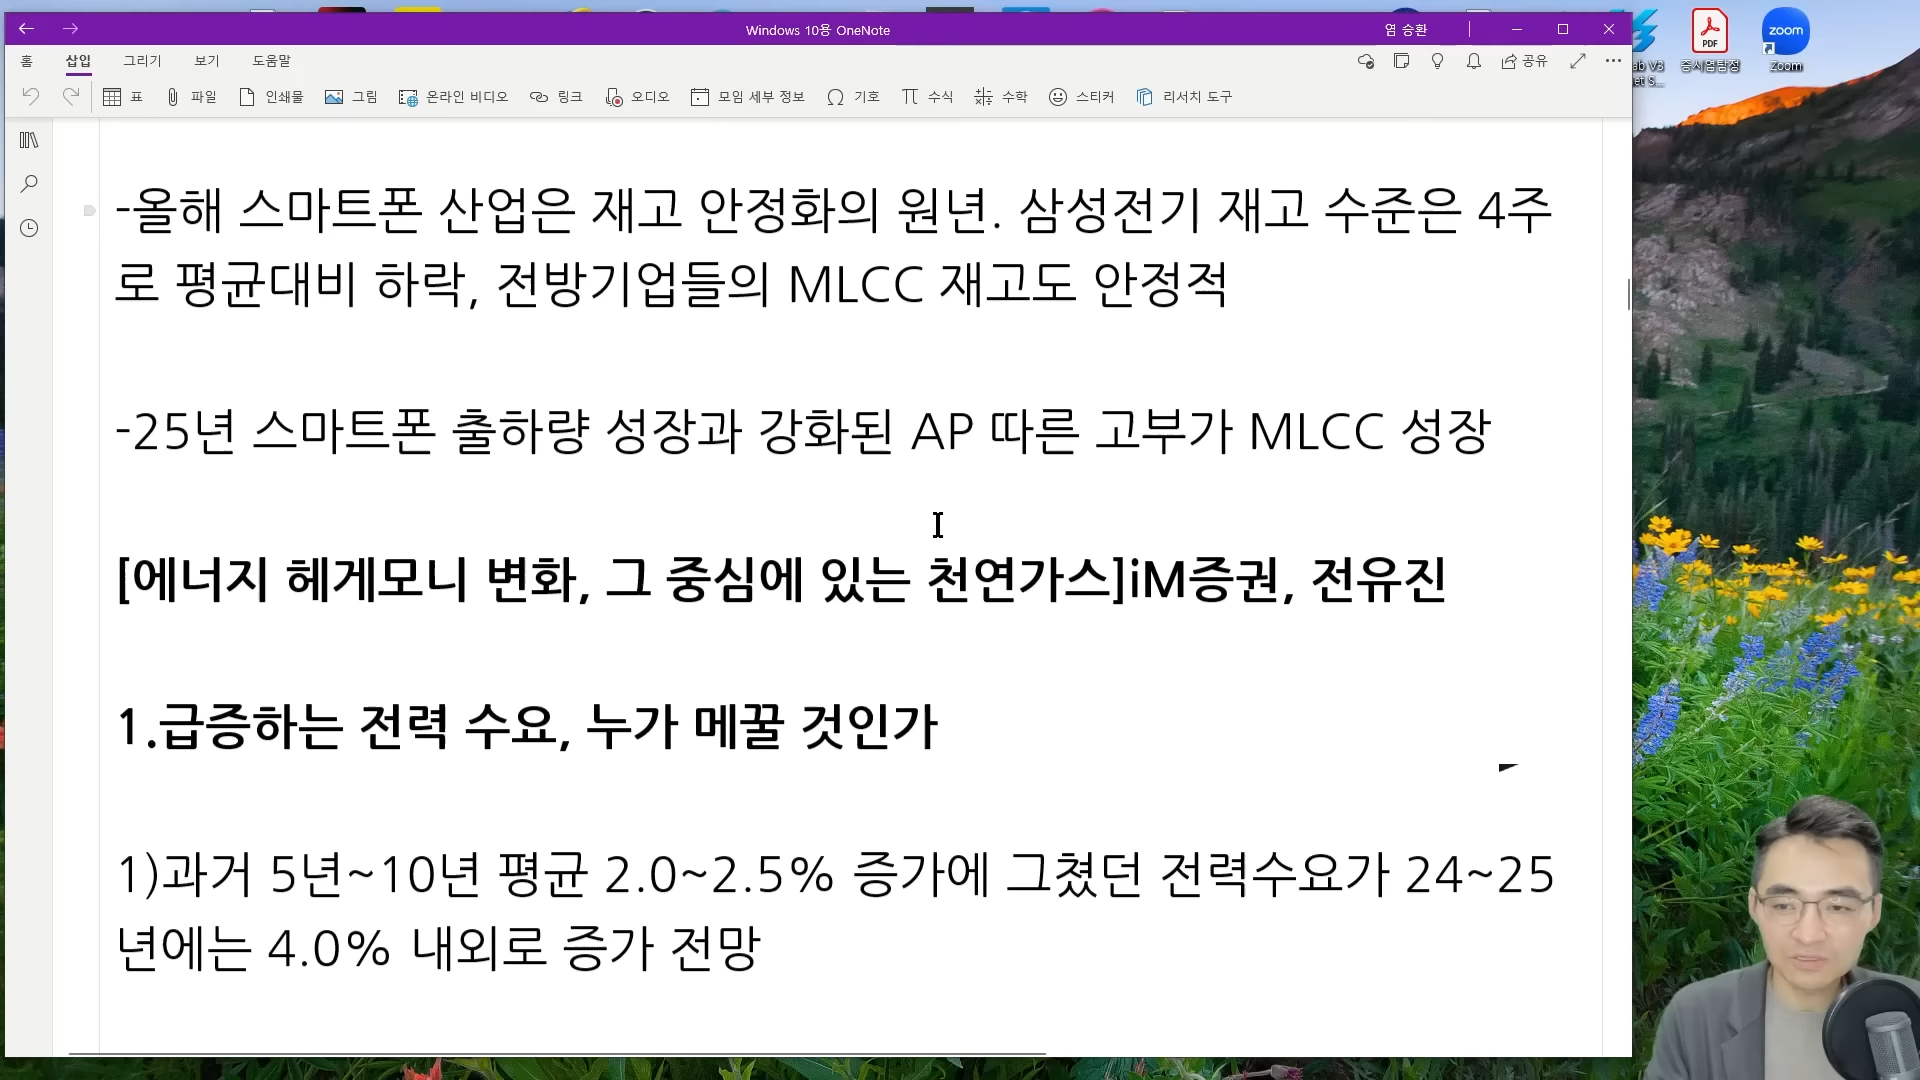 Windows 10용 OneNote
염 승환
홈 삽입 그리기 보기 도움말
공유
표 파일 인쇄물 그림 온라인 비디오 링크 오디오 모임 세부 정보 기호 수식 수학 스티커 리서치 도구
-올해 스마트폰 산업은 재고 안정화의 원년. 삼성전기 재고 수준은 4주
로 평균대비 하락, 전방기업들의 MLCC 재고도 안정적
-25년 스마트폰 출하량 성장과 강화된 AP 따른 고부가 MLCC 성장
[에너지 헤게모니 변화, 그 중심에 있는 천연가스]iM증권, 전유진
1.급증하는 전력 수요, 누가 메꿀 것인가
1)과거 5년~10년 평균 2.0~2.5% 증가에 그쳤던 전력수요가 24~25
년에는 4.0% 내외로 증가 전망
ab V3
et S...
PDF
증시염탐정
zoom
Zoom